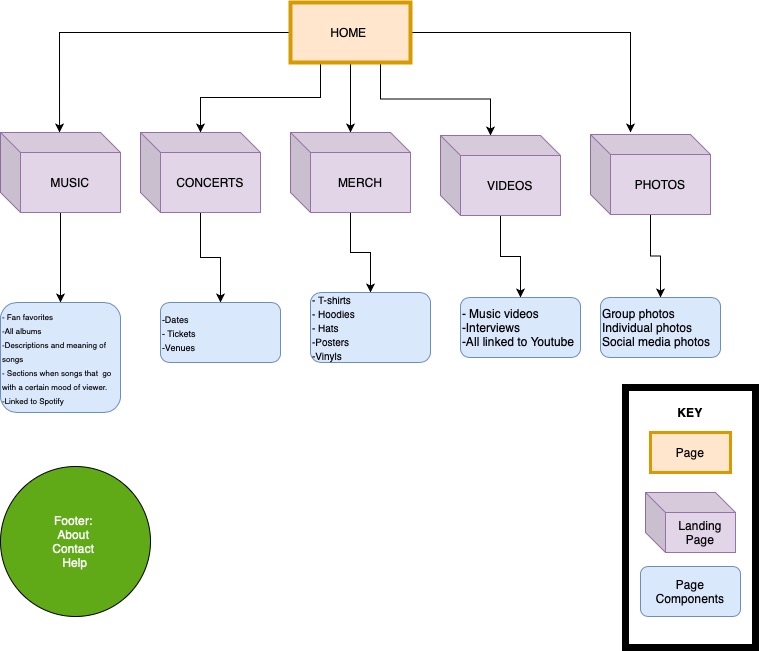 HOME
MUSIC
CONCERTS
MERCH
VIDEOS
PHOTOS
- Fan favorites
-All albums
-Descriptions and meaning of
songs
- Sections when songs that  go
with a certain mood of viewer.
-Linked to Spotify
-Dates
- Tickets
-Venues
- T-shirts
- Hoodies
- Hats
-Posters
-Vinyls
- Music videos
-Interviews
-All linked to Youtube
Group photos
Individual photos
Social media photos
KEY
Page
Landing
Page
Page
Components
Footer:
About
Contact
Help